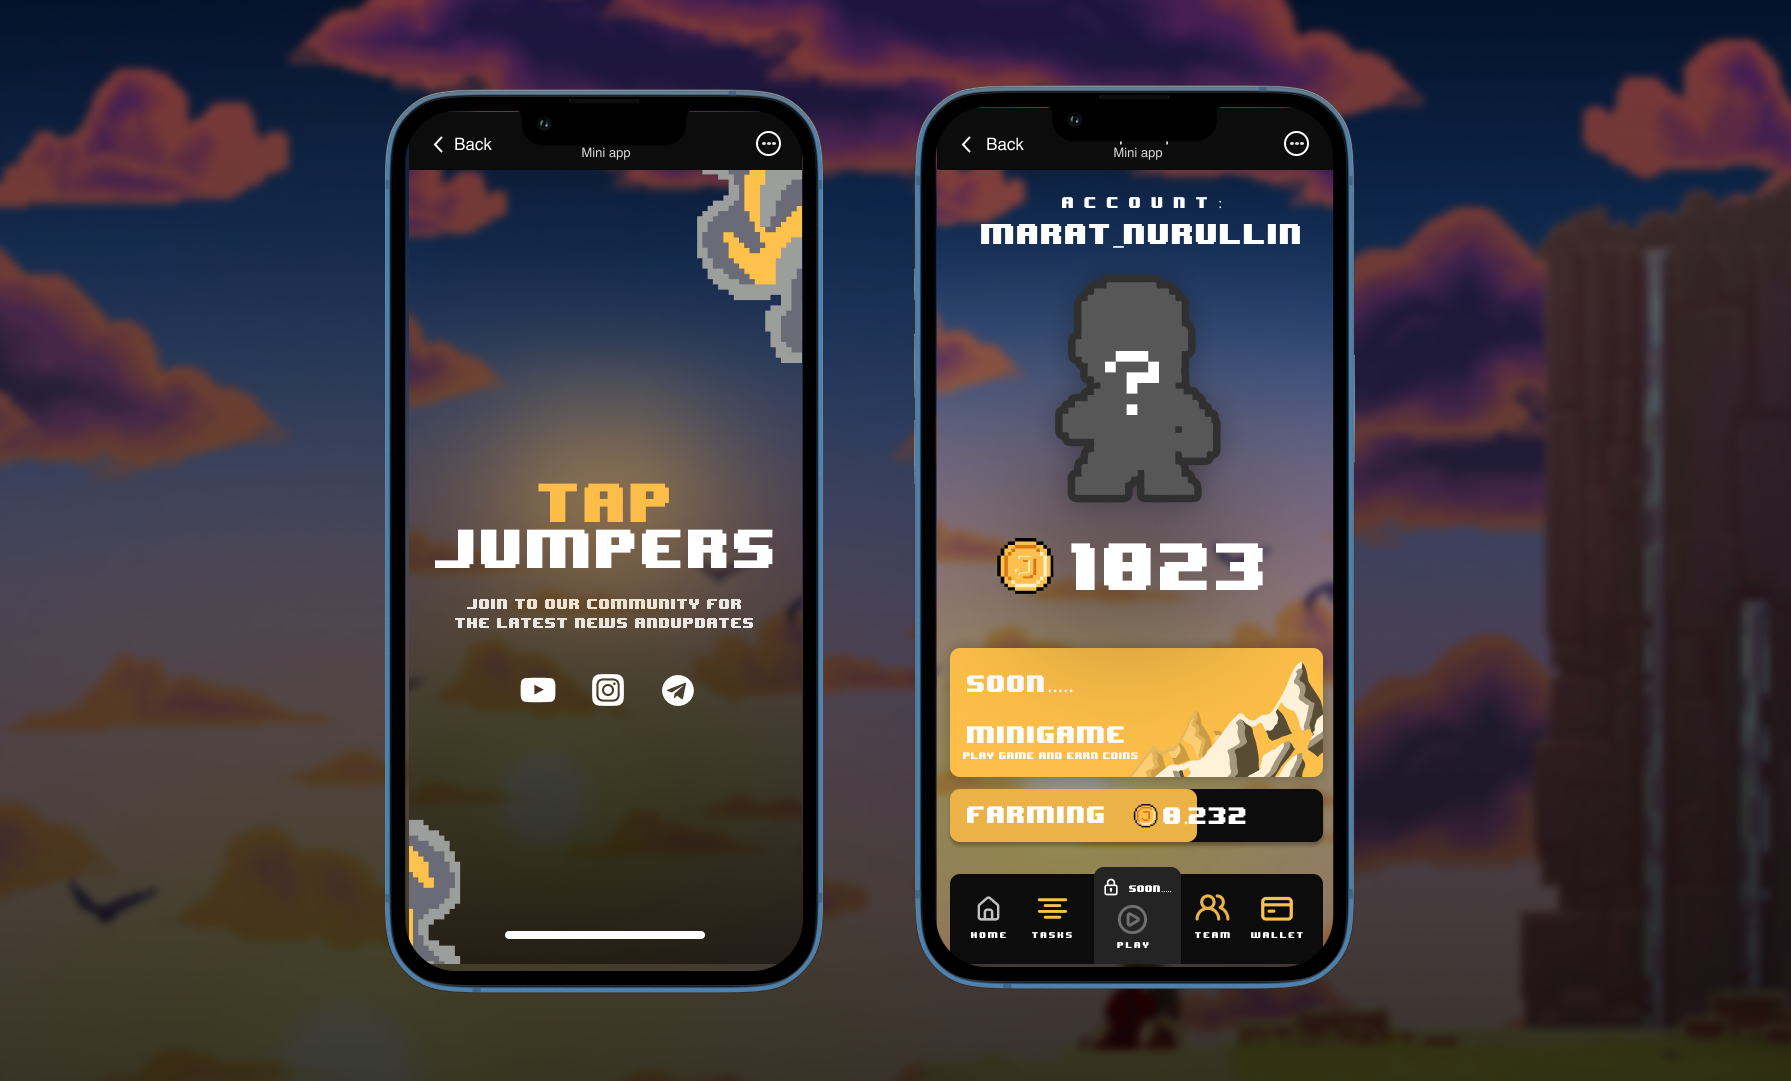 Back
Mini app
TAP
JUMPERS
JOIN TO OUR COMMUNITY FOR
THE LATEST NEWS ANDUPDATES
Back
Mini app
ACCOUNT:
MARAT_NURULLIN
?
1823
SOON.....
MINIGAME
PLAY GAME AND EARN COINS
FARMING 8.232
SOON.....
HOME TASKS PLAY TEAM WALLET